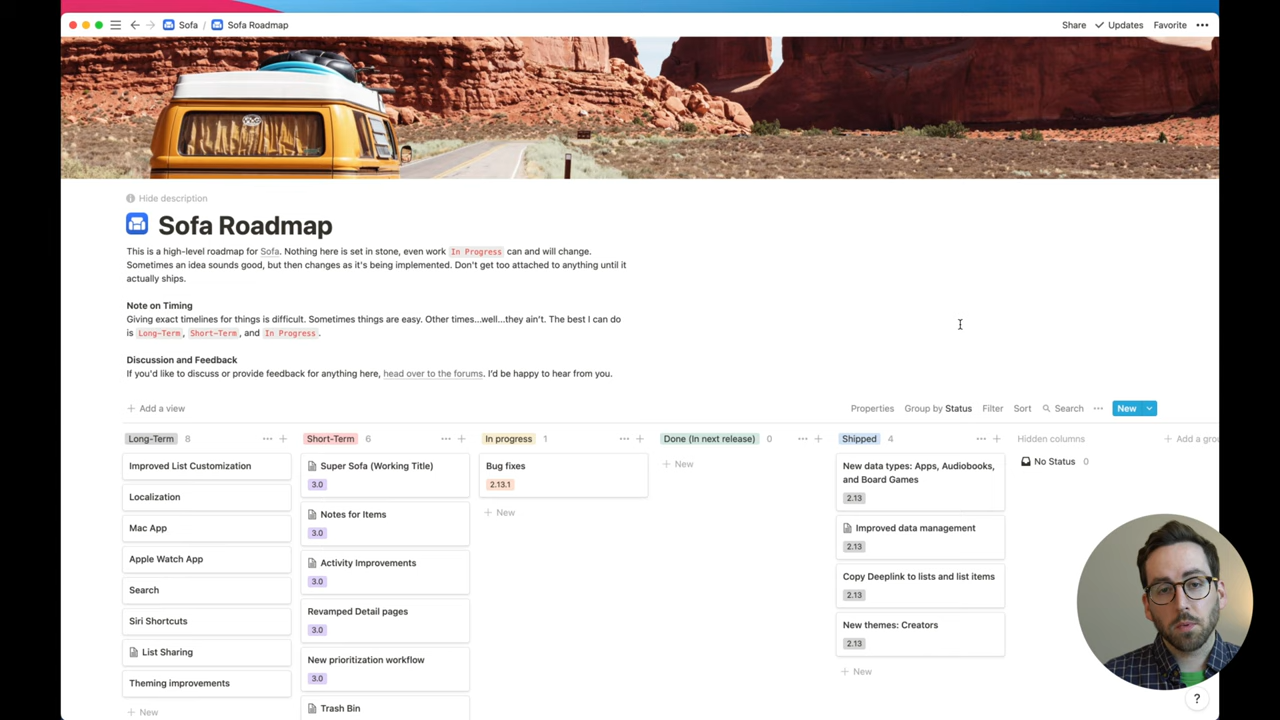 Sofa / Sofa Roadmap
Share Updates Favorite •••
Hide description
Sofa Roadmap
This is a high-level roadmap for Sofa. Nothing here is set in stone, even work In Progress can and will change.
Sometimes an idea sounds good, but then changes as it's being implemented. Don't get too attached to anything until it
actually ships.
Note on Timing
Giving exact timelines for things is difficult. Sometimes things are easy. Other times...well...they ain't. The best I can do
is Long-Term, Short-Term, and In Progress.
Discussion and Feedback
If you'd like to discuss or provide feedback for anything here, head over to the forums. I'd be happy to hear from you.
+ Add a view
Properties Group by Status Filter Sort Search ••• New
Long-Term 8
Improved List Customization
Localization
Mac App
Apple Watch App
Search
Siri Shortcuts
List Sharing
Theming improvements
+ New
Short-Term 6
Super Sofa (Working Title)
3.0
Notes for Items
3.0
Activity Improvements
3.0
Revamped Detail pages
3.0
New prioritization workflow
3.0
Trash Bin
In progress 1
Bug fixes
2.13.1
+ New
Done (In next release) 0
+ New
Shipped 4
New data types: Apps, Audiobooks,
and Board Games
2.13
Improved data management
2.13
Copy Deeplink to lists and list items
2.13
New themes: Creators
2.13
+ New
Hidden columns
No Status 0
+ Add a grou
?